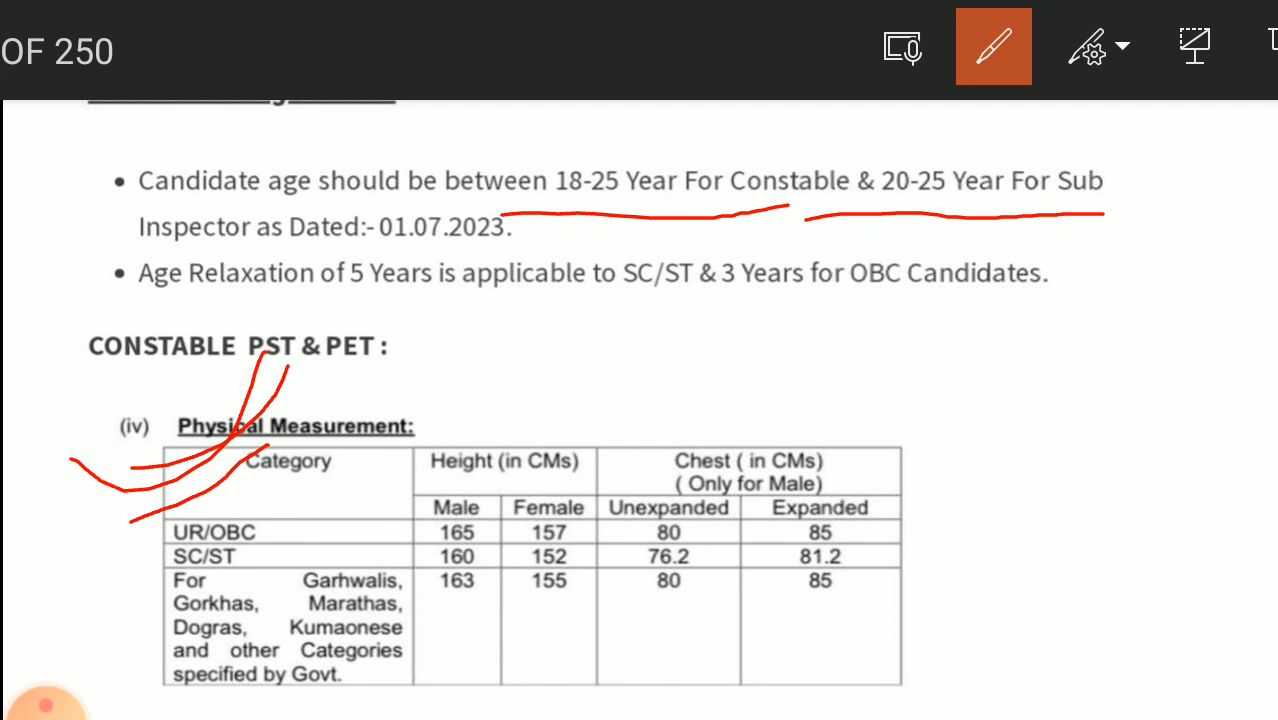 OF 250
Candidate age should be between 18-25 Year For Constable & 20-25 Year For Sub
Inspector as Dated:- 01.07.2023.
Age Relaxation of 5 Years is applicable to SC/ST & 3 Years for OBC Candidates.
CONSTABLE PST & PET :
(iv) Physical Measurement:
Category Height (in CMs) Chest ( in CMs)
( Only for Male)
Male Female Unexpanded Expanded
UR/OBC 165 157 80 85
SC/ST 160 152 76.2 81.2
For Garhwalis, 163 155 80 85
Gorkhas, Marathas,
Dogras, Kumaonese
and other Categories
specified by Govt.